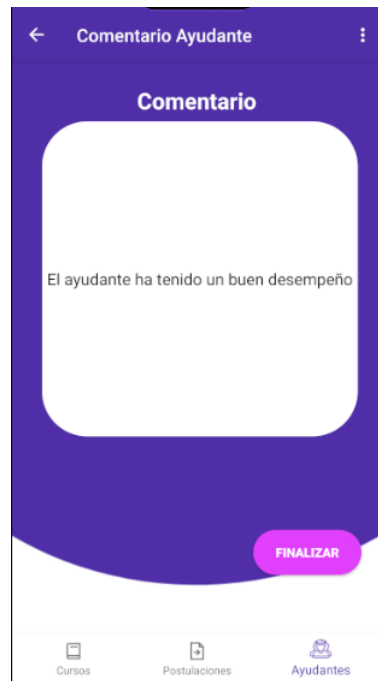 Comentario Ayudante
Comentario
El ayudante ha tenido un buen desempeño
FINALIZAR
Cursos
Postulaciones
Ayudantes